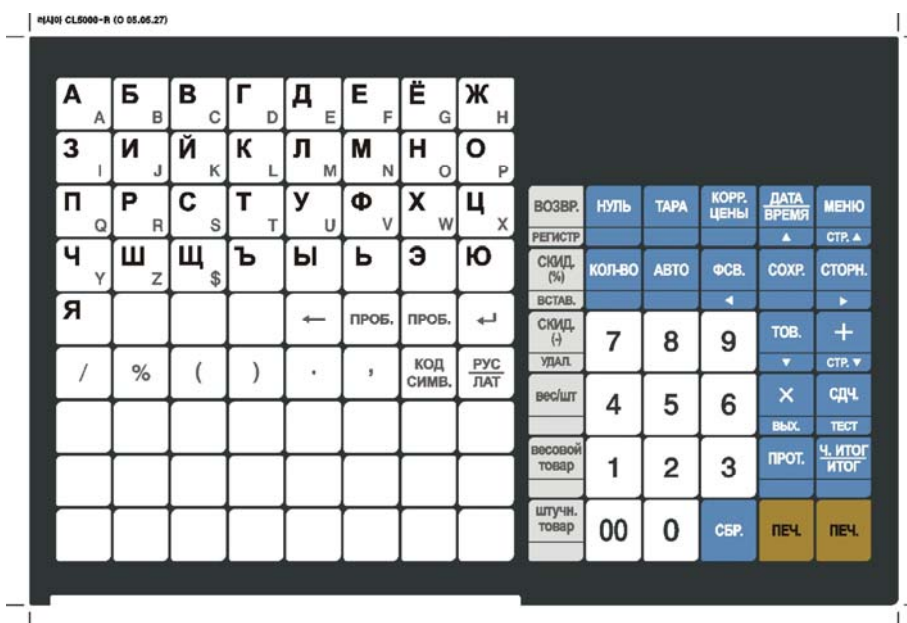 러시아 CL5000-R (O 05.05.27)
А A Б B В C Г D Д E Е F Ё G Ж H
З I И J Й K К L Л M М N Н O О P
П Q Р R С S Т T У U Ф V Х W Ц X
Ч Y Ш Z Щ $ Ъ Ы Ь Э Ю
Я ← ПРОБ. ПРОБ. ↵
/ % ( ) . , КОД СИМВ. РУС ЛАТ
ВОЗВР. НУЛЬ ТАРА КОРР. ЦЕНЫ ДАТА ВРЕМЯ МЕНЮ
РЕГИСТР ▲ СТР. ▲
СКИД. (%) КОЛ-ВО АВТО ФСВ. СОХР. СТОРН.
ВСТАВ. ◀ ▶
СКИД. (-) 7 8 9 ТОВ. +
УДАЛ. ▼ СТР. ▼
вес/шт 4 5 6 × СДЧ.
ВЫХ. ТЕСТ
весовой товар 1 2 3 ПРОТ. Ч. ИТОГ ИТОГ
штучн. товар 00 0 СБР. ПЕЧ. ПЕЧ.